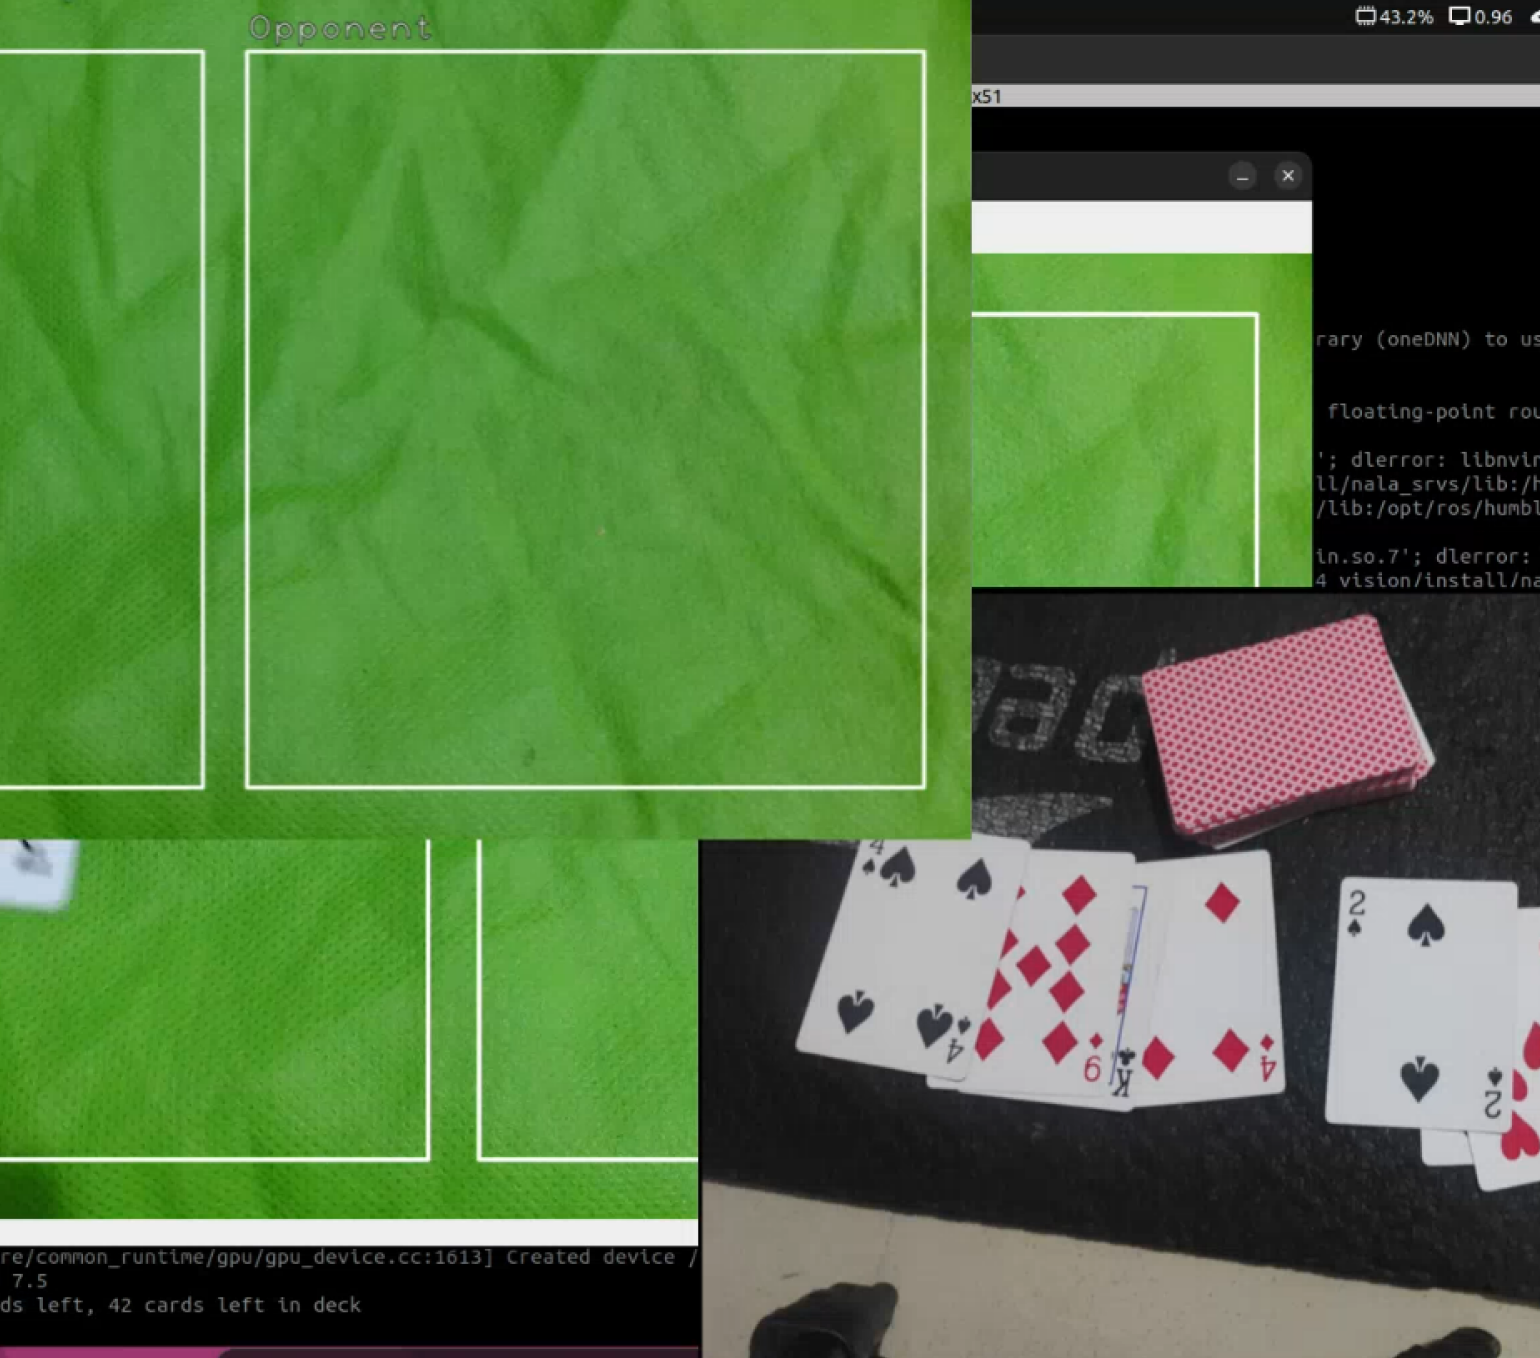 Opponent
43.2% 0.96
x51
rary (oneDNN) to us
floating-point rou
'; dlerror: libnvin
ll/nala_srvs/lib:/h
/lib:/opt/ros/humbl
in.so.7'; dlerror:
4 vision/install/na
4
2
4
9
K
4
2
re/common_runtime/gpu/gpu_device.cc:1613] Created device /
7.5
ds left, 42 cards left in deck